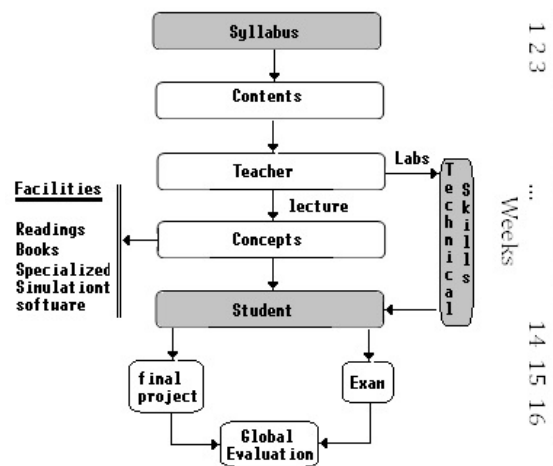 Syllabus
Contents
Teacher
Labs
lecture
Concepts
Facilities
Readings
Books
Specialized
Simulationt
software
Technical
Skills
Student
final
project
Exam
Global
Evaluation
1 2 3
...
Weeks
14 15 16